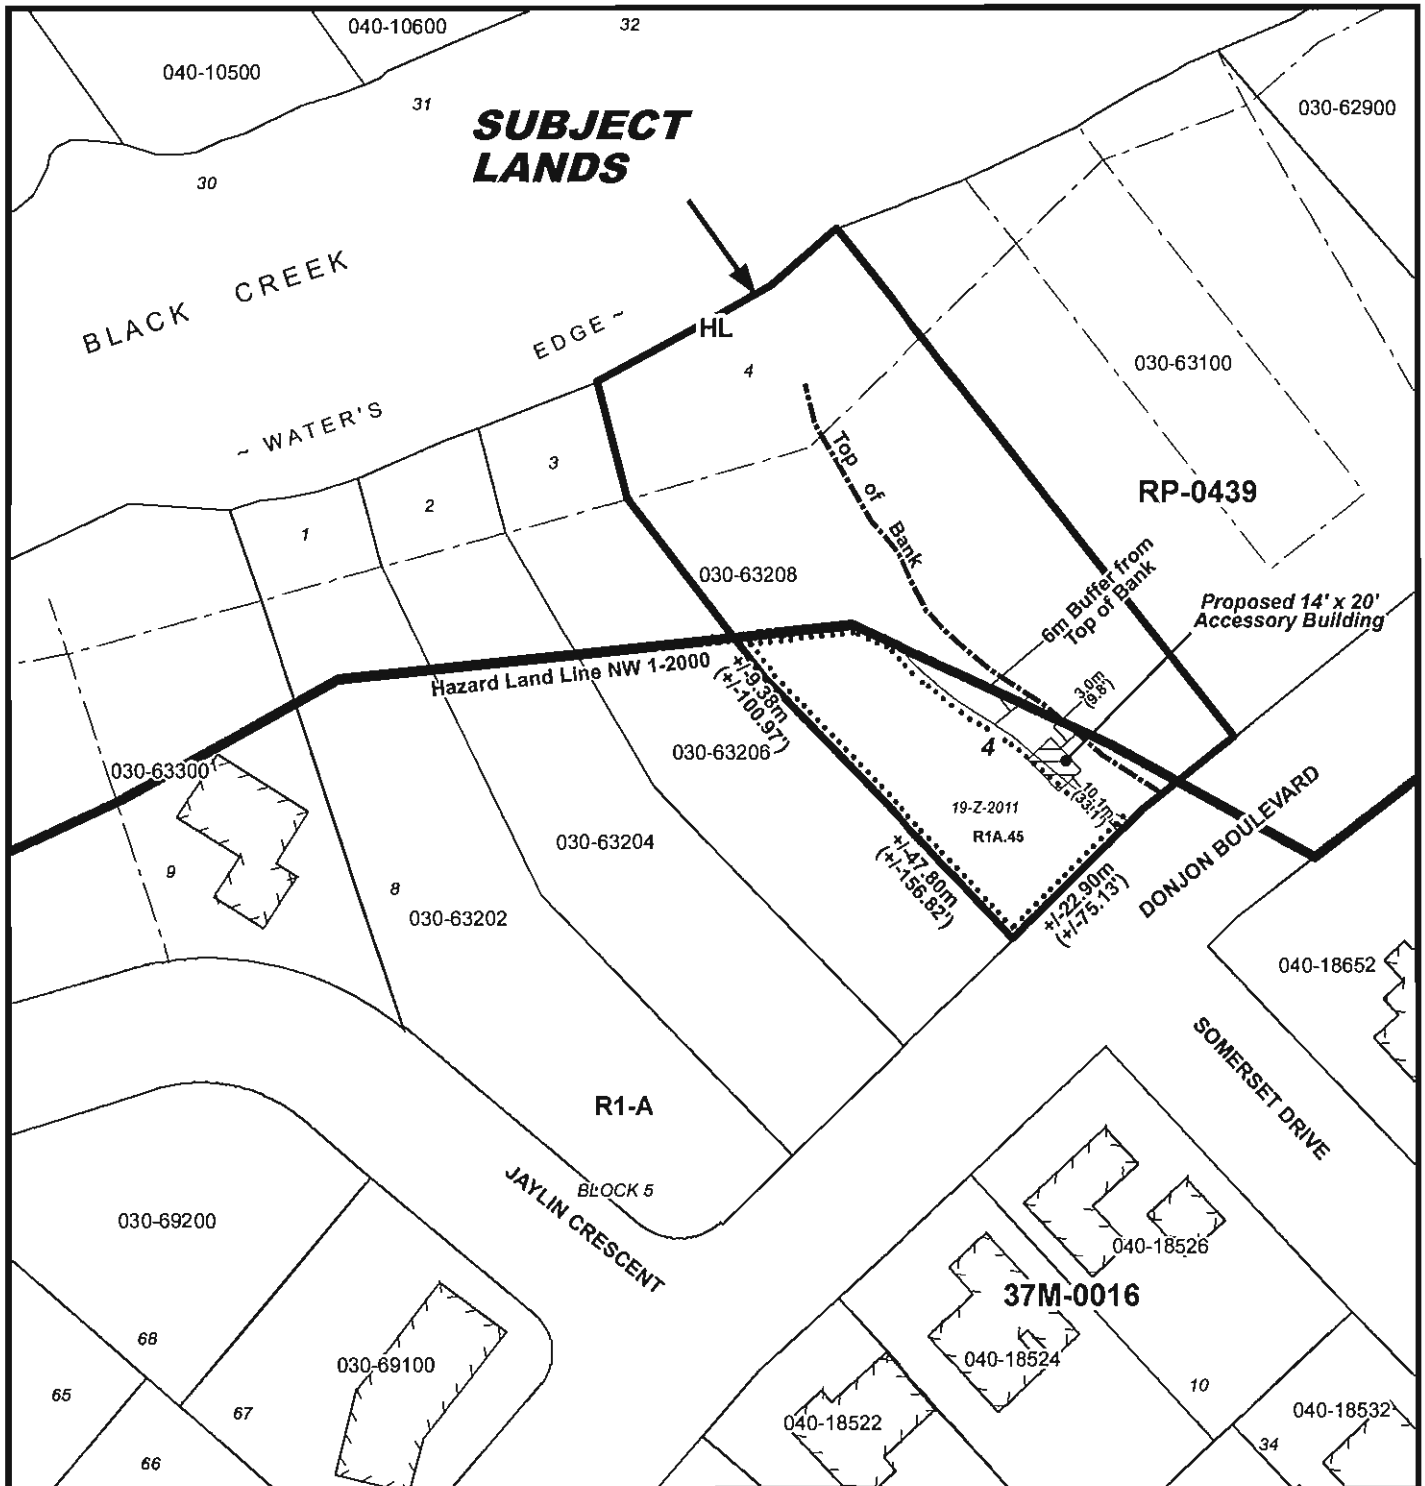 040-10600
32
040-10500
31
030-62900
SUBJECT
LANDS
30
BLACK CREEK
EDGE ~
HL
4
030-63100
~ WATER'S
3
2
1
Top of Bank
RP-0439
030-63208
6m Buffer from
Top of Bank
Proposed 14' x 20'
Accessory Building
Hazard Land Line NW 1-2000
+/-9.38m
(+/-100.97')
3.0m
(9.8')
030-63206
4
030-63300
10.1m
(33.1')
19-Z-2011
R1A.45
030-63204
+/-47.80m
(+/-156.82')
+/-22.90m
(+/-75.13')
DONJON BOULEVARD
9
8
030-63202
040-18652
SOMERSET DRIVE
R1-A
BLOCK 5
JAYLIN CRESCENT
030-69200
040-18526
37M-0016
68
030-69100
040-18524
65
67
10
040-18522
040-18532
34
66